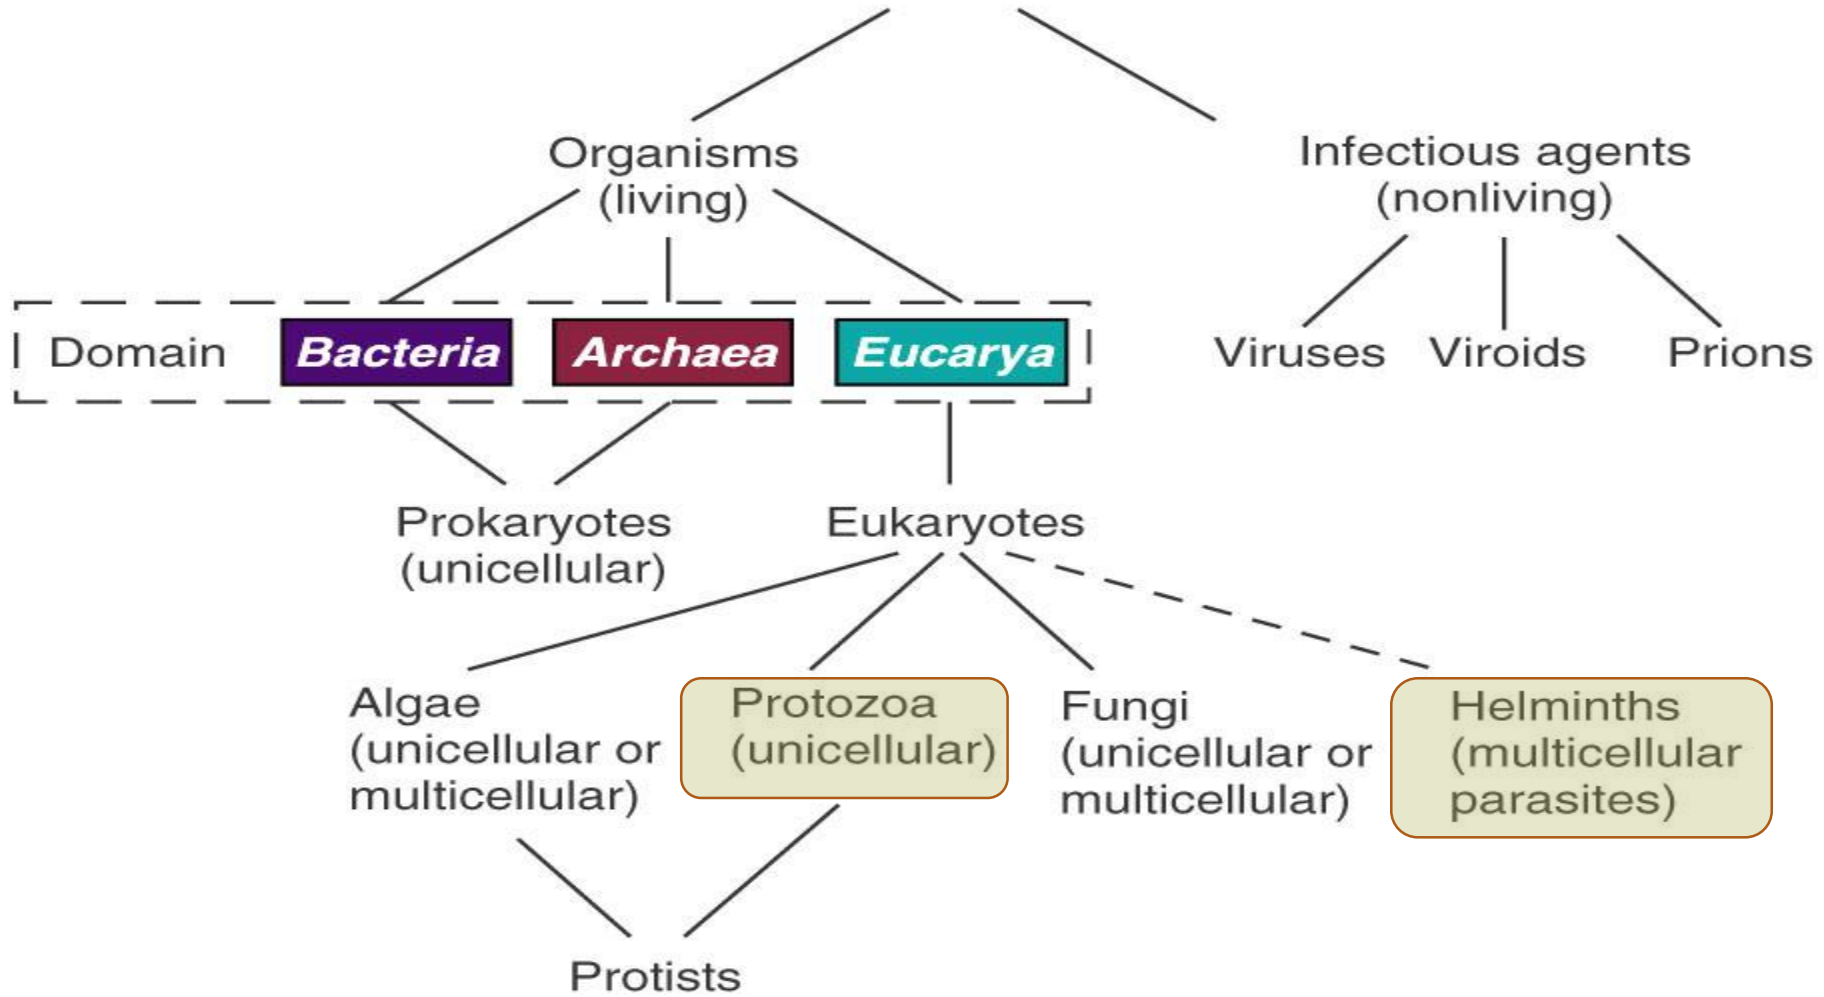 Organisms
(living)
Infectious agents
(nonliving)
Domain
Bacteria
Archaea
Eucarya
Viruses
Viroids
Prions
Prokaryotes
(unicellular)
Eukaryotes
Algae
(unicellular or
multicellular)
Protozoa
(unicellular)
Fungi
(unicellular or
multicellular)
Helminths
(multicellular
parasites)
Protists